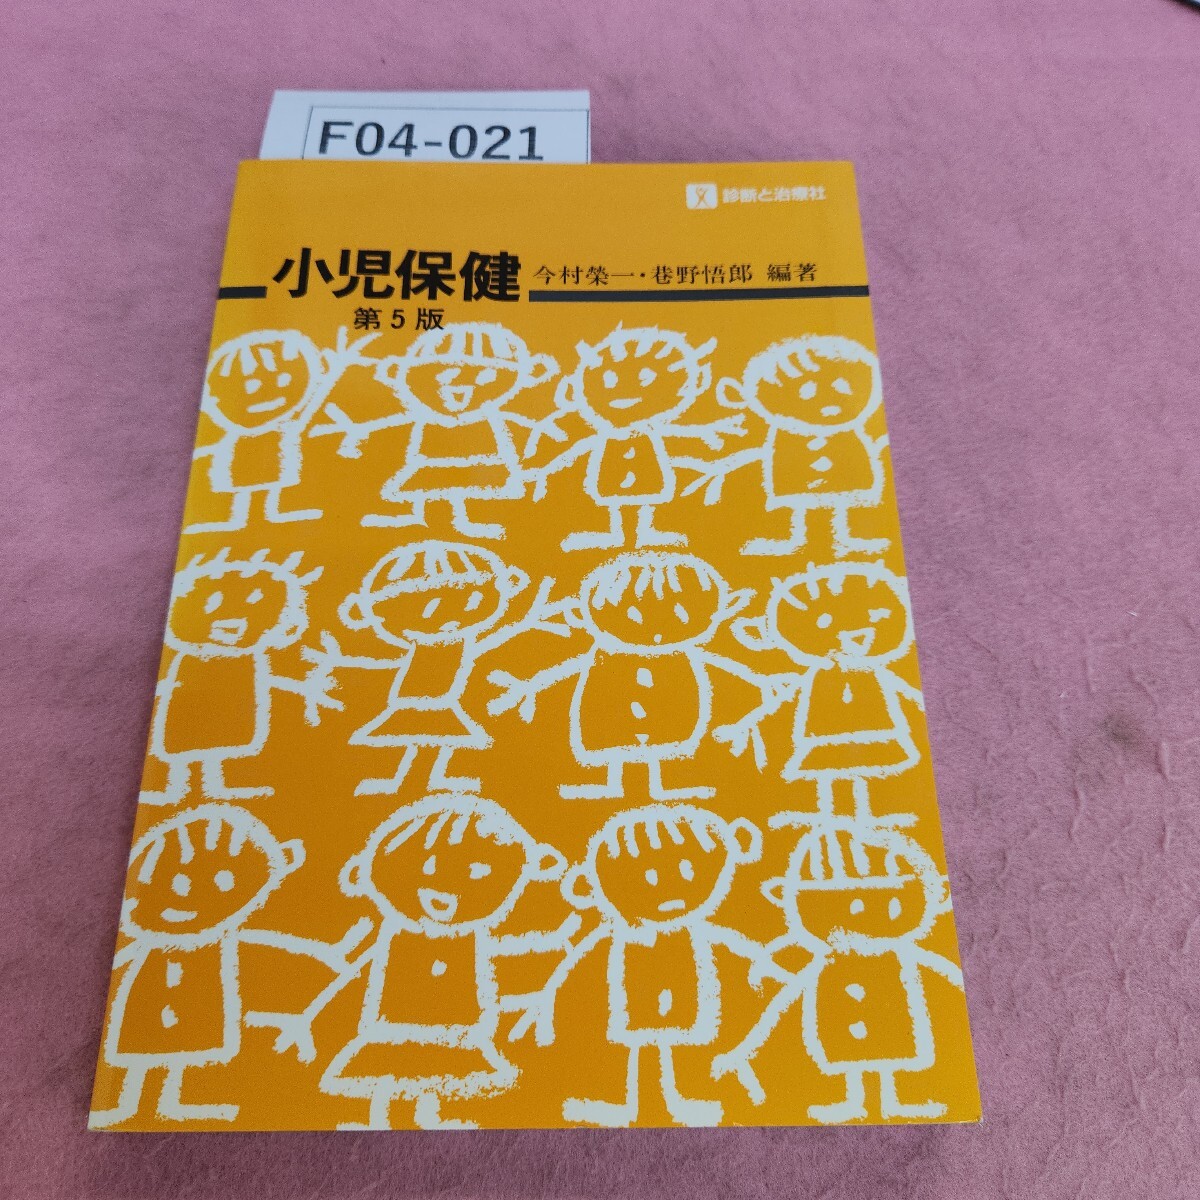 F04-021
診断と治療社
小児保健 今村榮一・巷野悟郎 編著
第5版